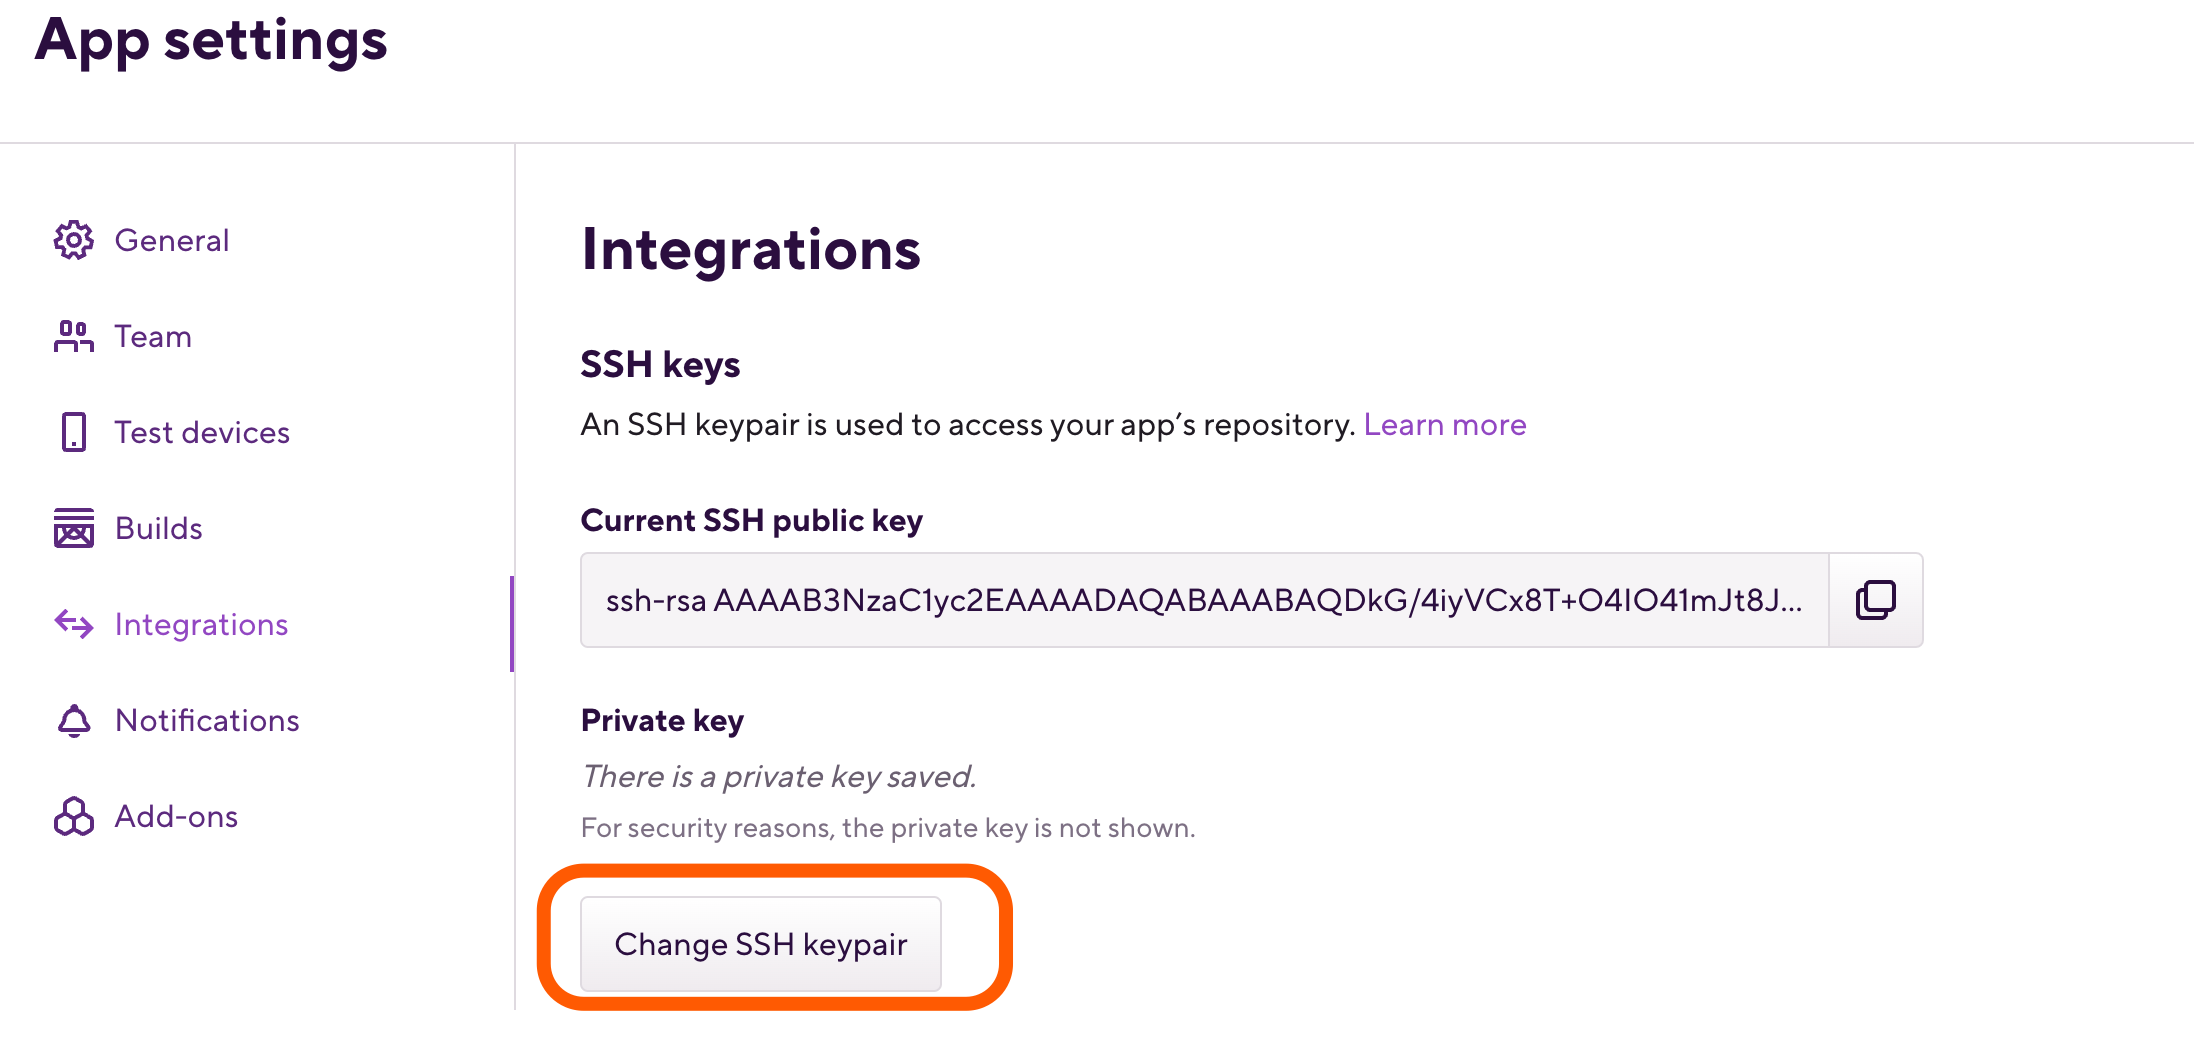 App settings
General
Team
Test devices
Builds
Integrations
Notifications
Add-ons
Integrations
SSH keys
An SSH keypair is used to access your app’s repository. Learn more
Current SSH public key
ssh-rsa AAAAB3NzaC1yc2EAAAADAQABAAABAQDkG/4iyVCx8T+O4IO41mJt8J...
Private key
There is a private key saved.
For security reasons, the private key is not shown.
Change SSH keypair